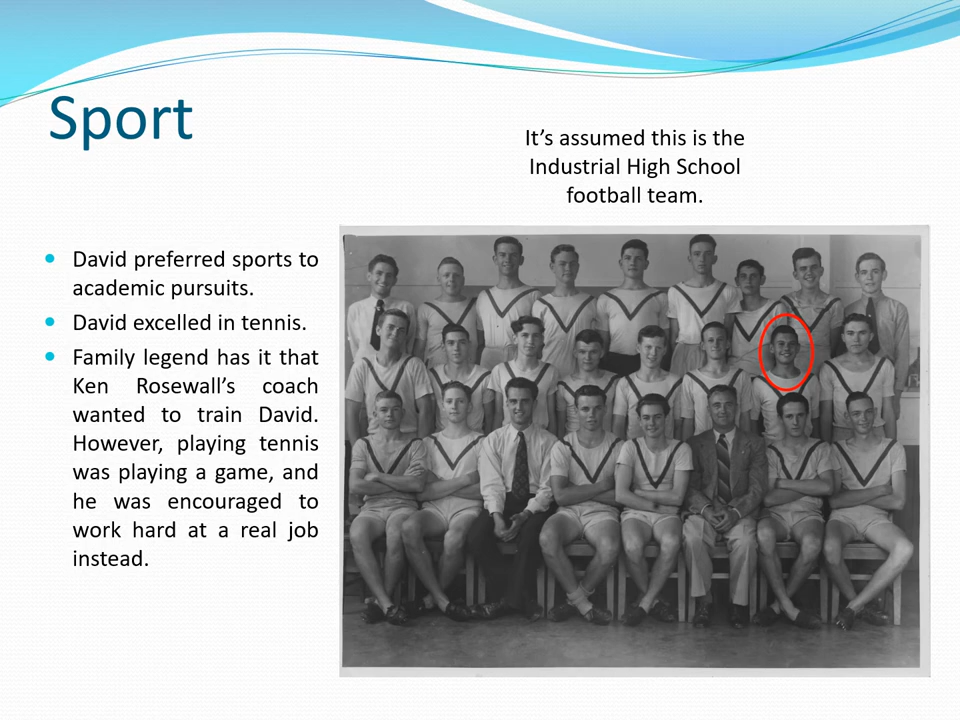 Sport
It’s assumed this is the
Industrial High School
football team.
David preferred sports to
academic pursuits.
David excelled in tennis.
Family legend has it that
Ken Rosewall’s coach
wanted to train David.
However, playing tennis
was playing a game, and
he was encouraged to
work hard at a real job
instead.